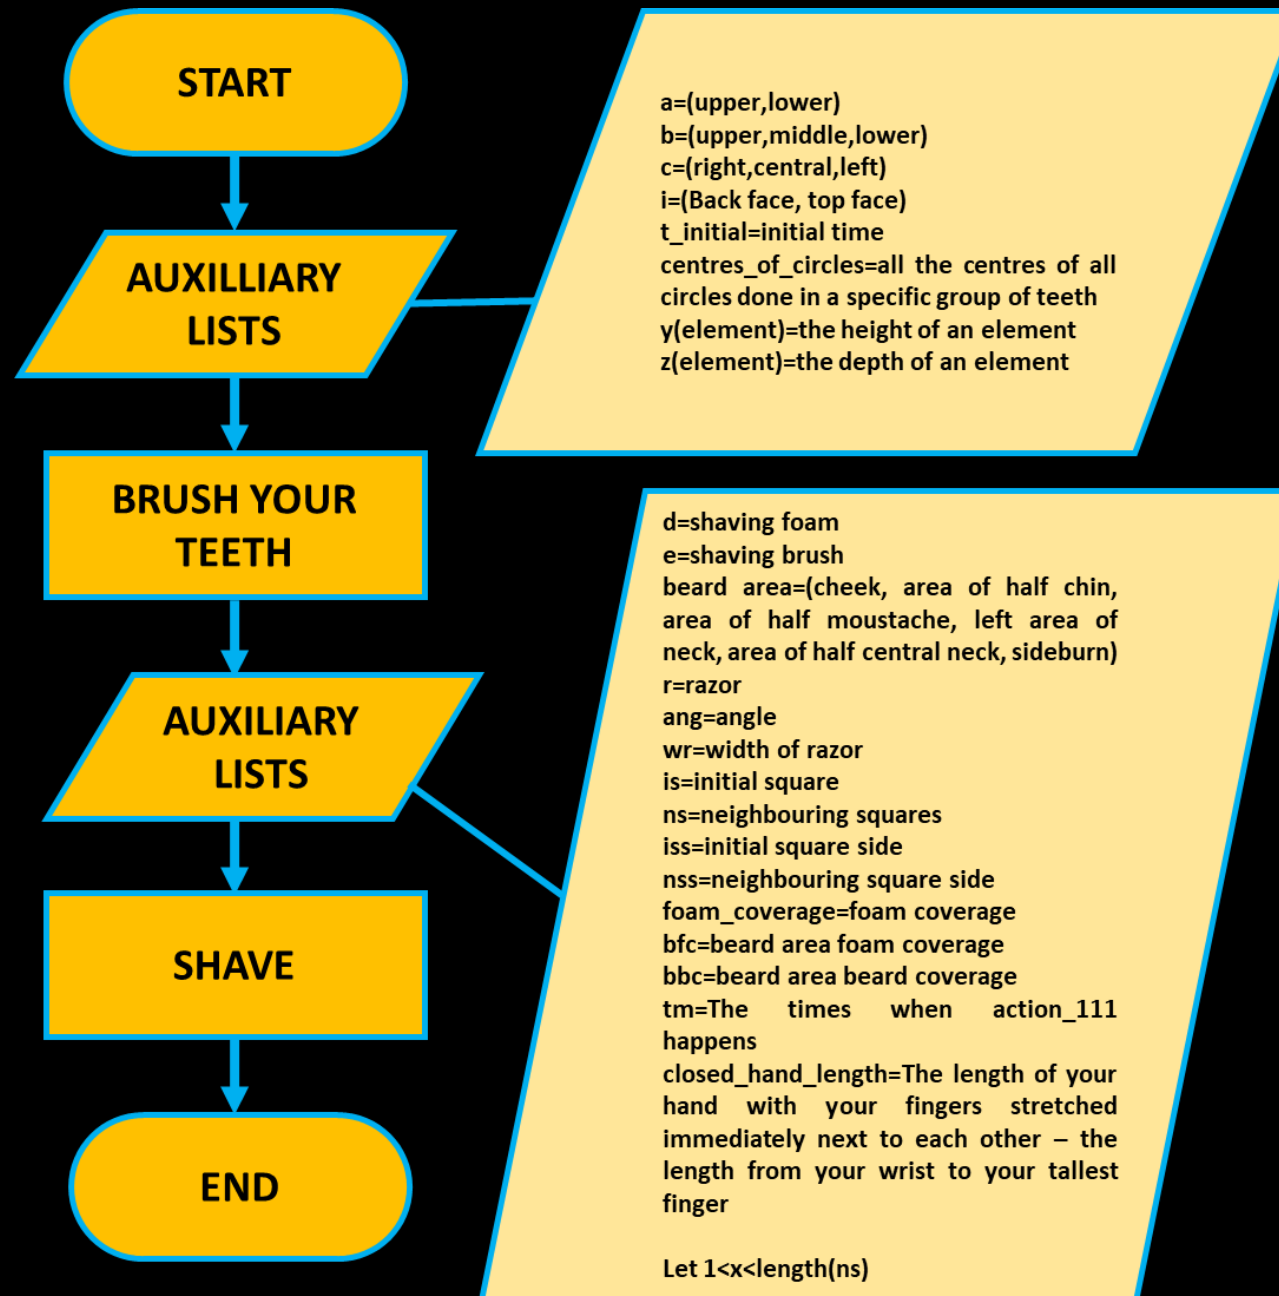 START
AUXILLIARY
LISTS
a=(upper,lower)
b=(upper,middle,lower)
c=(right,central,left)
i=(Back face, top face)
t_initial=initial time
centres_of_circles=all the centres of all
circles done in a specific group of teeth
y(element)=the height of an element
z(element)=the depth of an element
BRUSH YOUR
TEETH
AUXILIARY
LISTS
d=shaving foam
e=shaving brush
beard area=(cheek, area of half chin,
area of half moustache, left area of
neck, area of half central neck, sideburn)
r=razor
ang=angle
wr=width of razor
is=initial square
ns=neighbouring squares
iss=initial square side
nss=neighbouring square side
foam_coverage=foam coverage
bfc=beard area foam coverage
bbc=beard area beard coverage
tm=The times when action_111
happens
closed_hand_length=The length of your
hand with your fingers stretched
immediately next to each other – the
length from your wrist to your tallest
finger
Let 1<x<length(ns)
SHAVE
END